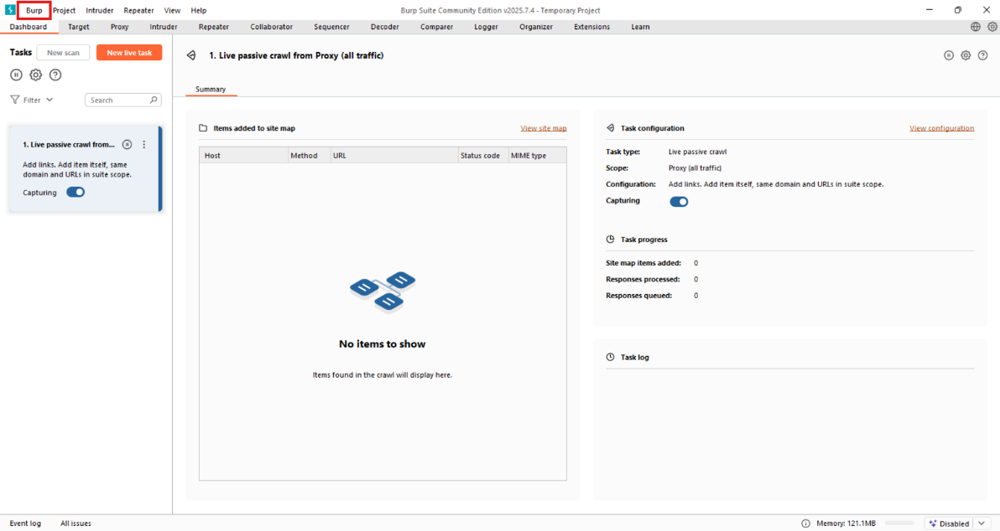 Burp Project Intruder Repeater View Help
Burp Suite Community Edition v2025.7.4 - Temporary Project
Dashboard Target Proxy Intruder Repeater Collaborator Sequencer Decoder Comparer Logger Organizer Extensions Learn
Tasks New scan New live task
Filter Search
1. Live passive crawl from...
Add links. Add item itself, same
domain and URLs in suite scope.
Capturing
1. Live passive crawl from Proxy (all traffic)
Summary
Items added to site map View site map
Host Method URL Status code MIME type
No items to show
Items found in the crawl will display here.
Task configuration View configuration
Task type: Live passive crawl
Scope: Proxy (all traffic)
Configuration: Add links. Add item itself, same domain and URLs in suite scope.
Capturing
Task progress
Site map items added: 0
Responses processed: 0
Responses queued: 0
Task log
Event log All issues
Memory: 121.1MB Disabled